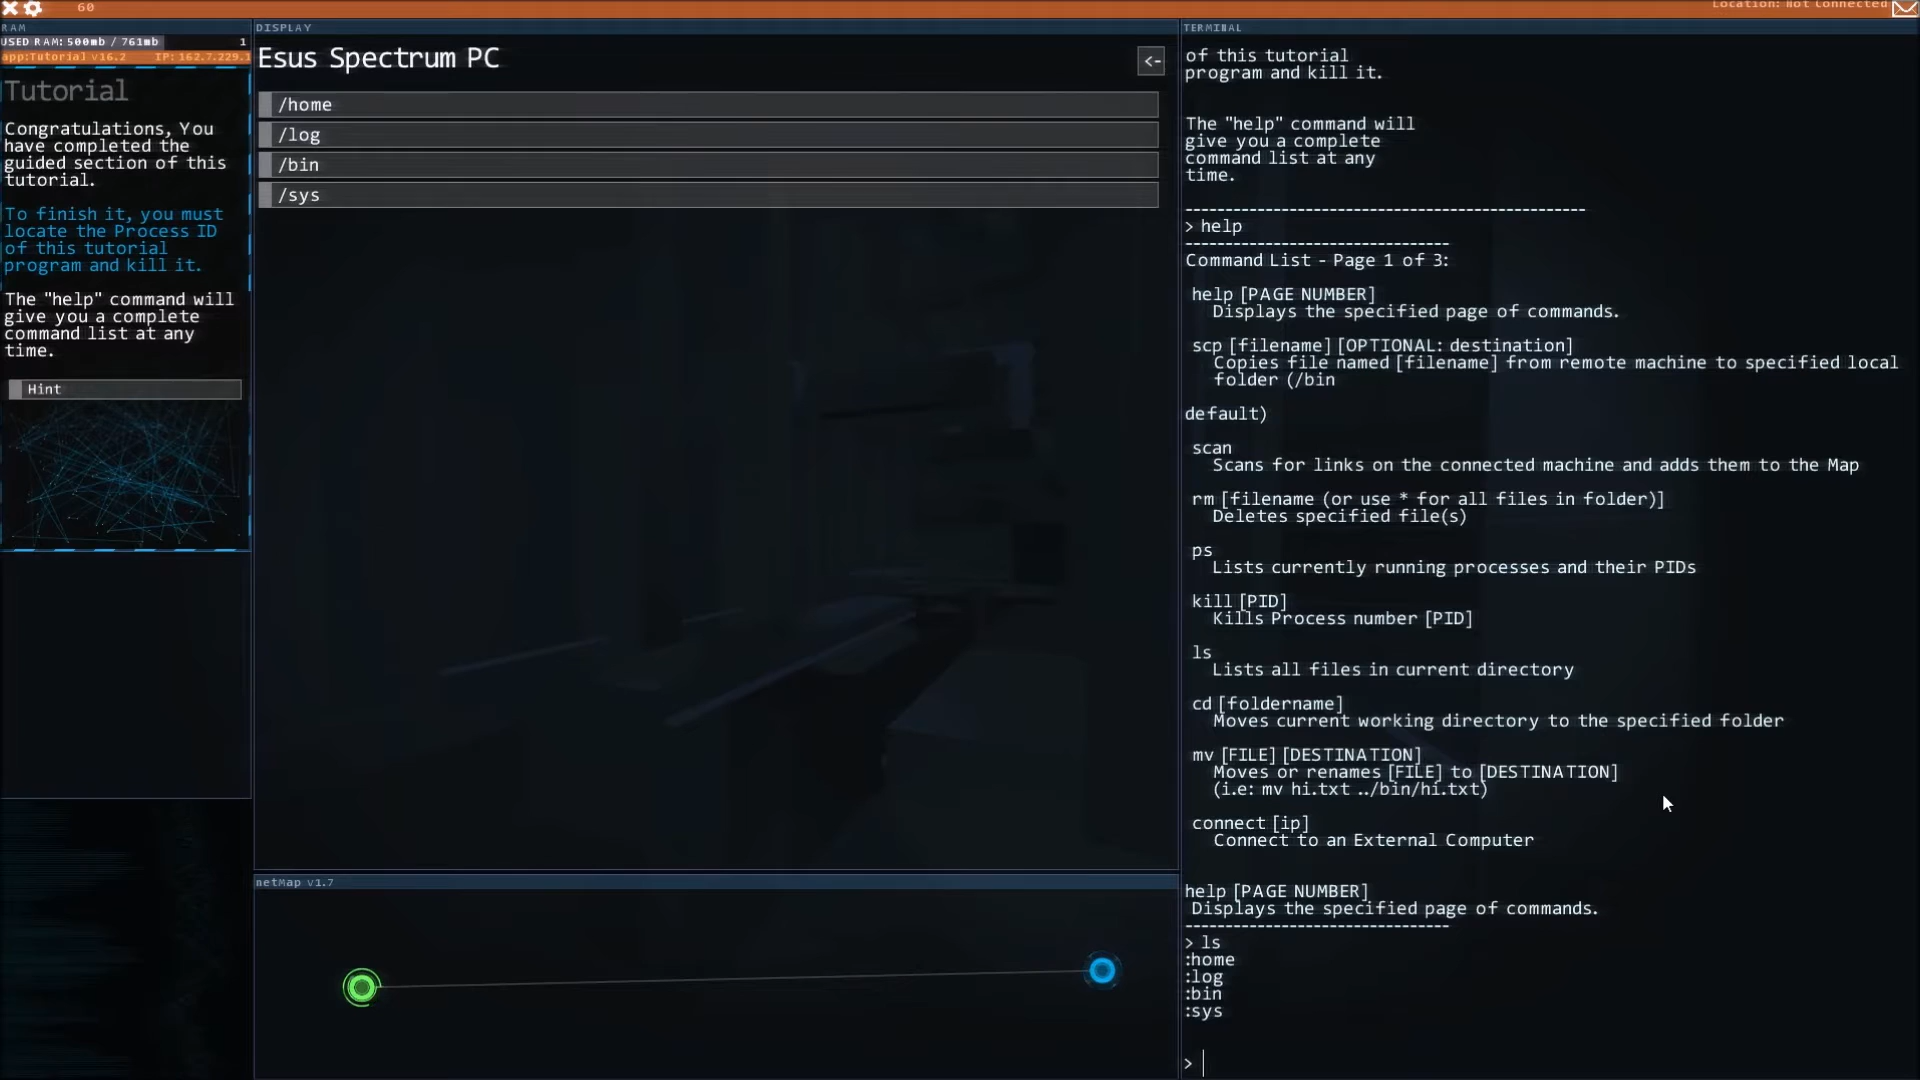 60
Location: Not Connected
RAM
USED RAM: 500mb / 761mb
1
app:Tutorial v16.2
IP: 162.7.229.1
Tutorial
Congratulations, You
have completed the
guided section of this
tutorial.
To finish it, you must
locate the Process ID
of this tutorial
program and kill it.
The "help" command will
give you a complete
command list at any
time.
Hint
DISPLAY
Esus Spectrum PC
<-
/home
/log
/bin
/sys
netMap v1.7
TERMINAL
of this tutorial
program and kill it.
The "help" command will
give you a complete
command list at any
time.
--------------------------------------------------
> help
---------------------------------
Command List - Page 1 of 3:
help [PAGE NUMBER]
Displays the specified page of commands.
scp [filename] [OPTIONAL: destination]
Copies file named [filename] from remote machine to specified local
folder (/bin
default)
scan
Scans for links on the connected machine and adds them to the Map
rm [filename (or use * for all files in folder)]
Deletes specified file(s)
ps
Lists currently running processes and their PIDs
kill [PID]
Kills Process number [PID]
ls
Lists all files in current directory
cd [foldername]
Moves current working directory to the specified folder
mv [FILE] [DESTINATION]
Moves or renames [FILE] to [DESTINATION]
(i.e: mv hi.txt ../bin/hi.txt)
connect [ip]
Connect to an External Computer
help [PAGE NUMBER]
Displays the specified page of commands.
---------------------------------
> ls
:home
:log
:bin
:sys
>